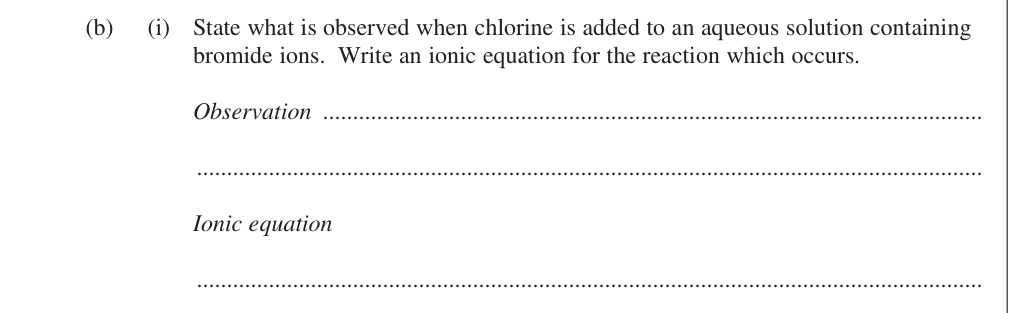 (b) (i) State what is observed when chlorine is added to an aqueous solution containing
bromide ions. Write an ionic equation for the reaction which occurs.
Observation ..............................................................................................................
...................................................................................................................................
Ionic equation
...................................................................................................................................